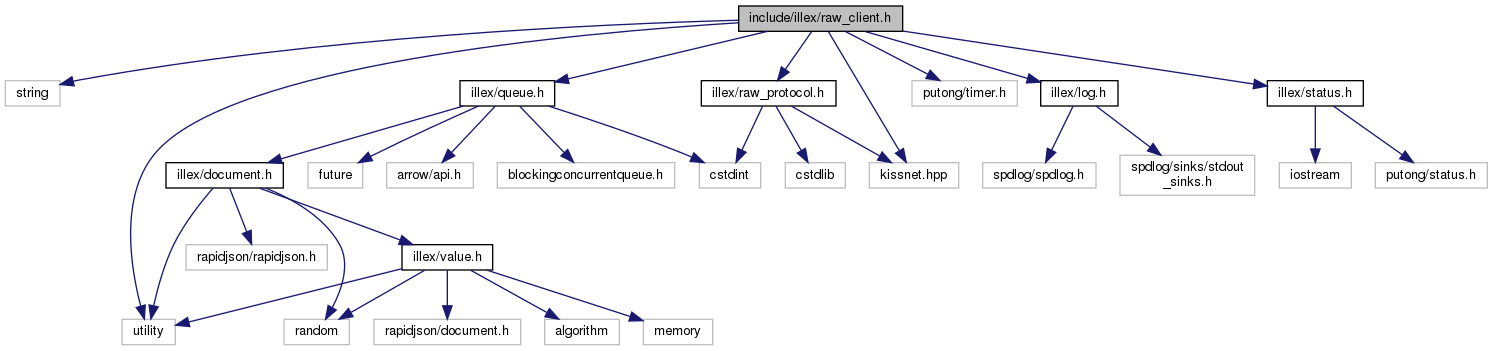 include/illex/raw_client.h
string
illex/queue.h
illex/raw_protocol.h
putong/timer.h
illex/log.h
illex/status.h
illex/document.h
future
arrow/api.h
blockingconcurrentqueue.h
cstdint
cstdlib
kissnet.hpp
spdlog/spdlog.h
spdlog/sinks/stdout
_sinks.h
iostream
putong/status.h
rapidjson/rapidjson.h
illex/value.h
utility
random
rapidjson/document.h
algorithm
memory